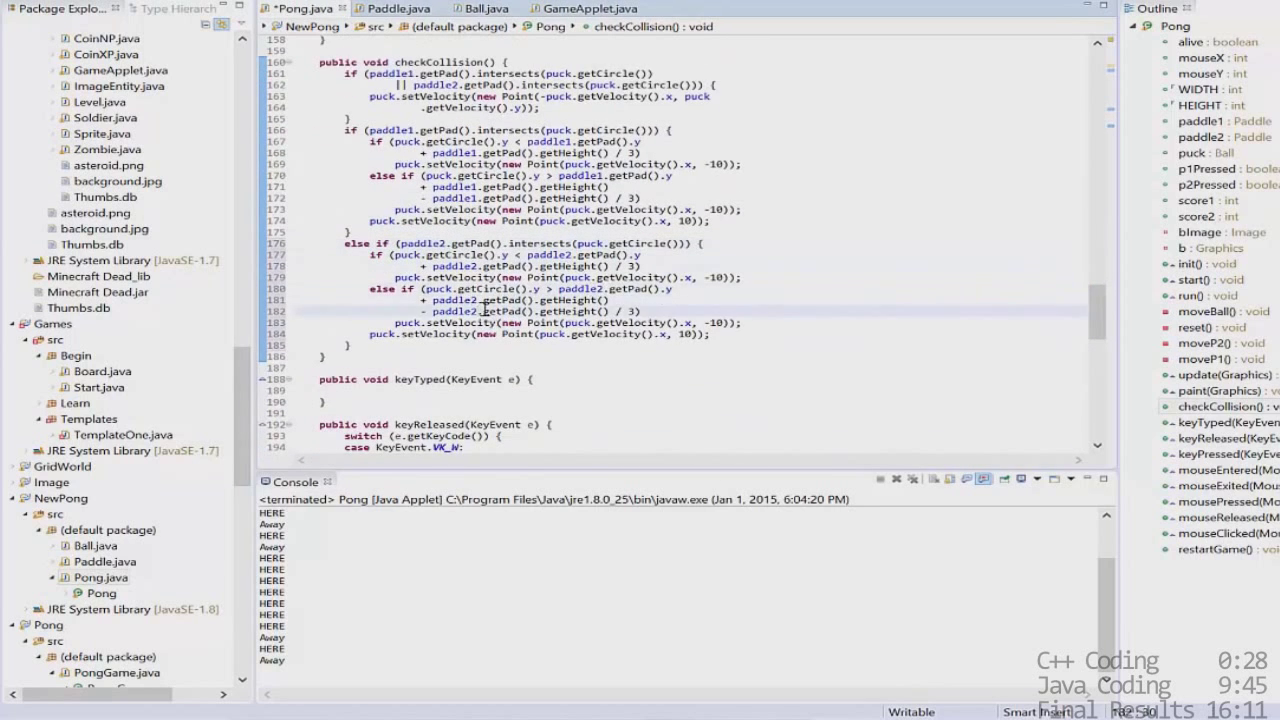 Package Explo...
Type Hierarch
*Pong.java
Paddle.java
Ball.java
GameApplet.java
Outline
NewPong
src
(default package)
Pong
checkCollision() : void
CoinNP.java
CoinXP.java
GameApplet.java
ImageEntity.java
Level.java
Soldier.java
Sprite.java
Zombie.java
asteroid.png
background.jpg
Thumbs.db
asteroid.png
background.jpg
Thumbs.db
JRE System Library [JavaSE-1.7]
Minecraft Dead_lib
Minecraft Dead.jar
Thumbs.db
Games
src
Begin
Board.java
Start.java
Learn
Templates
TemplateOne.java
JRE System Library [JavaSE-1.7]
GridWorld
Image
NewPong
src
(default package)
Ball.java
Paddle.java
Pong.java
Pong
JRE System Library [JavaSE-1.8]
Pong
src
(default package)
PongGame.java
158 }
159
160 public void checkCollision() {
161 if (paddle1.getPad().intersects(puck.getCircle())
162 || paddle2.getPad().intersects(puck.getCircle())) {
163 puck.setVelocity(new Point(-puck.getVelocity().x, puck
164 .getVelocity().y));
165 }
166 if (paddle1.getPad().intersects(puck.getCircle())) {
167 if (puck.getCircle().y < paddle1.getPad().y
168 + paddle1.getPad().getHeight() / 3)
169 puck.setVelocity(new Point(puck.getVelocity().x, -10));
170 else if (puck.getCircle().y > paddle1.getPad().y
171 + paddle1.getPad().getHeight()
172 - paddle1.getPad().getHeight() / 3)
173 puck.setVelocity(new Point(puck.getVelocity().x, -10));
174 puck.setVelocity(new Point(puck.getVelocity().x, 10));
175 }
176 else if (paddle2.getPad().intersects(puck.getCircle())) {
177 if (puck.getCircle().y < paddle2.getPad().y
178 + paddle2.getPad().getHeight() / 3)
179 puck.setVelocity(new Point(puck.getVelocity().x, -10));
180 else if (puck.getCircle().y > paddle2.getPad().y
181 + paddle2.getPad().getHeight()
182 - paddle2.getPad().getHeight() / 3)
183 puck.setVelocity(new Point(puck.getVelocity().x, -10));
184 puck.setVelocity(new Point(puck.getVelocity().x, 10));
185 }
186 }
187
188 public void keyTyped(KeyEvent e) {
189
190 }
191
192 public void keyReleased(KeyEvent e) {
193 switch (e.getKeyCode()) {
194 case KeyEvent.VK_W:
Console
<terminated> Pong [Java Applet] C:\Program Files\Java\jre1.8.0_25\bin\javaw.exe (Jan 1, 2015, 6:04:20 PM)
HERE
Away
HERE
Away
HERE
HERE
HERE
HERE
HERE
HERE
HERE
Away
HERE
Away
Pong
alive : boolean
mouseX : int
mouseY : int
WIDTH : int
HEIGHT : int
paddle1 : Paddle
paddle2 : Paddle
puck : Ball
p1Pressed : boolean
p2Pressed : boolean
score1 : int
score2 : int
bImage : Image
b : Graphics
init() : void
start() : void
run() : void
moveBall() : void
reset() : void
moveP2() : void
moveP1() : void
update(Graphics)
paint(Graphics) :
checkCollision() : v
keyTyped(KeyEvent
keyReleased(KeyEv
keyPressed(KeyEve
mouseEntered(Mo
mouseExited(Mous
mousePressed(Mo
mouseReleased(Mo
mouseClicked(Mou
restartGame() : voi
C++ Coding 0:28
Java Coding 9:45
Final Results 16:11
Writable
Smart Insert